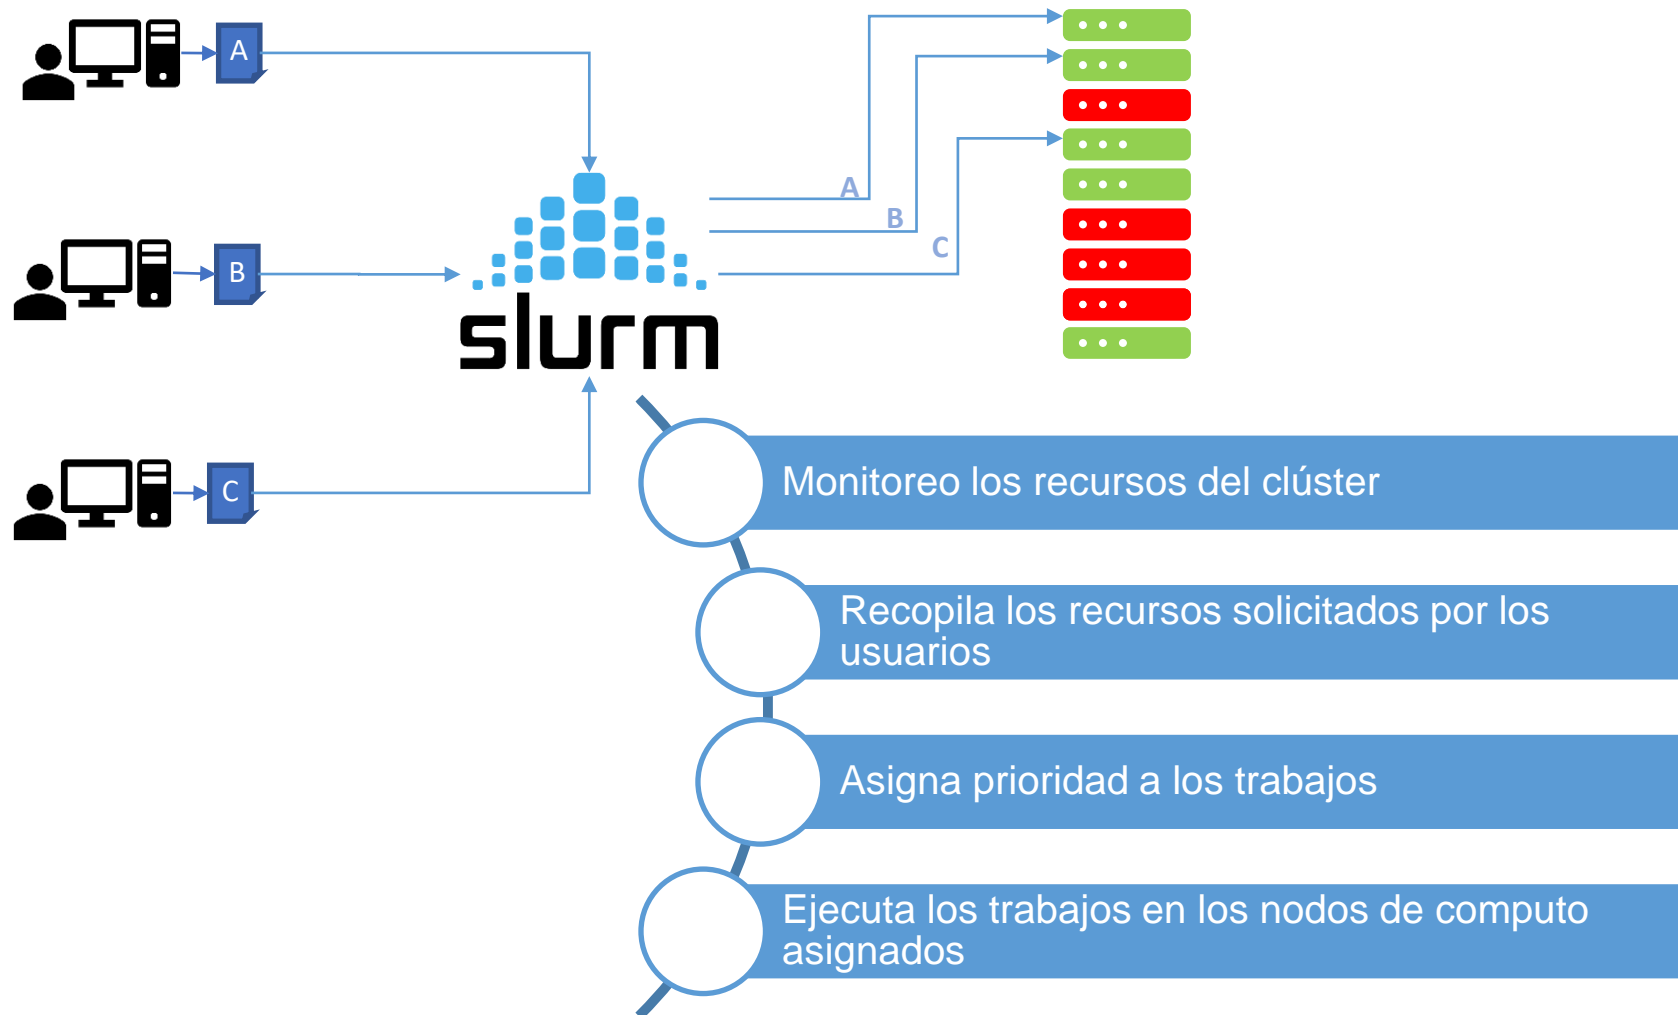 A
A
B
B
C
slurm
C
Monitoreo los recursos del clúster
Recopila los recursos solicitados por los
usuarios
Asigna prioridad a los trabajos
Ejecuta los trabajos en los nodos de computo
asignados